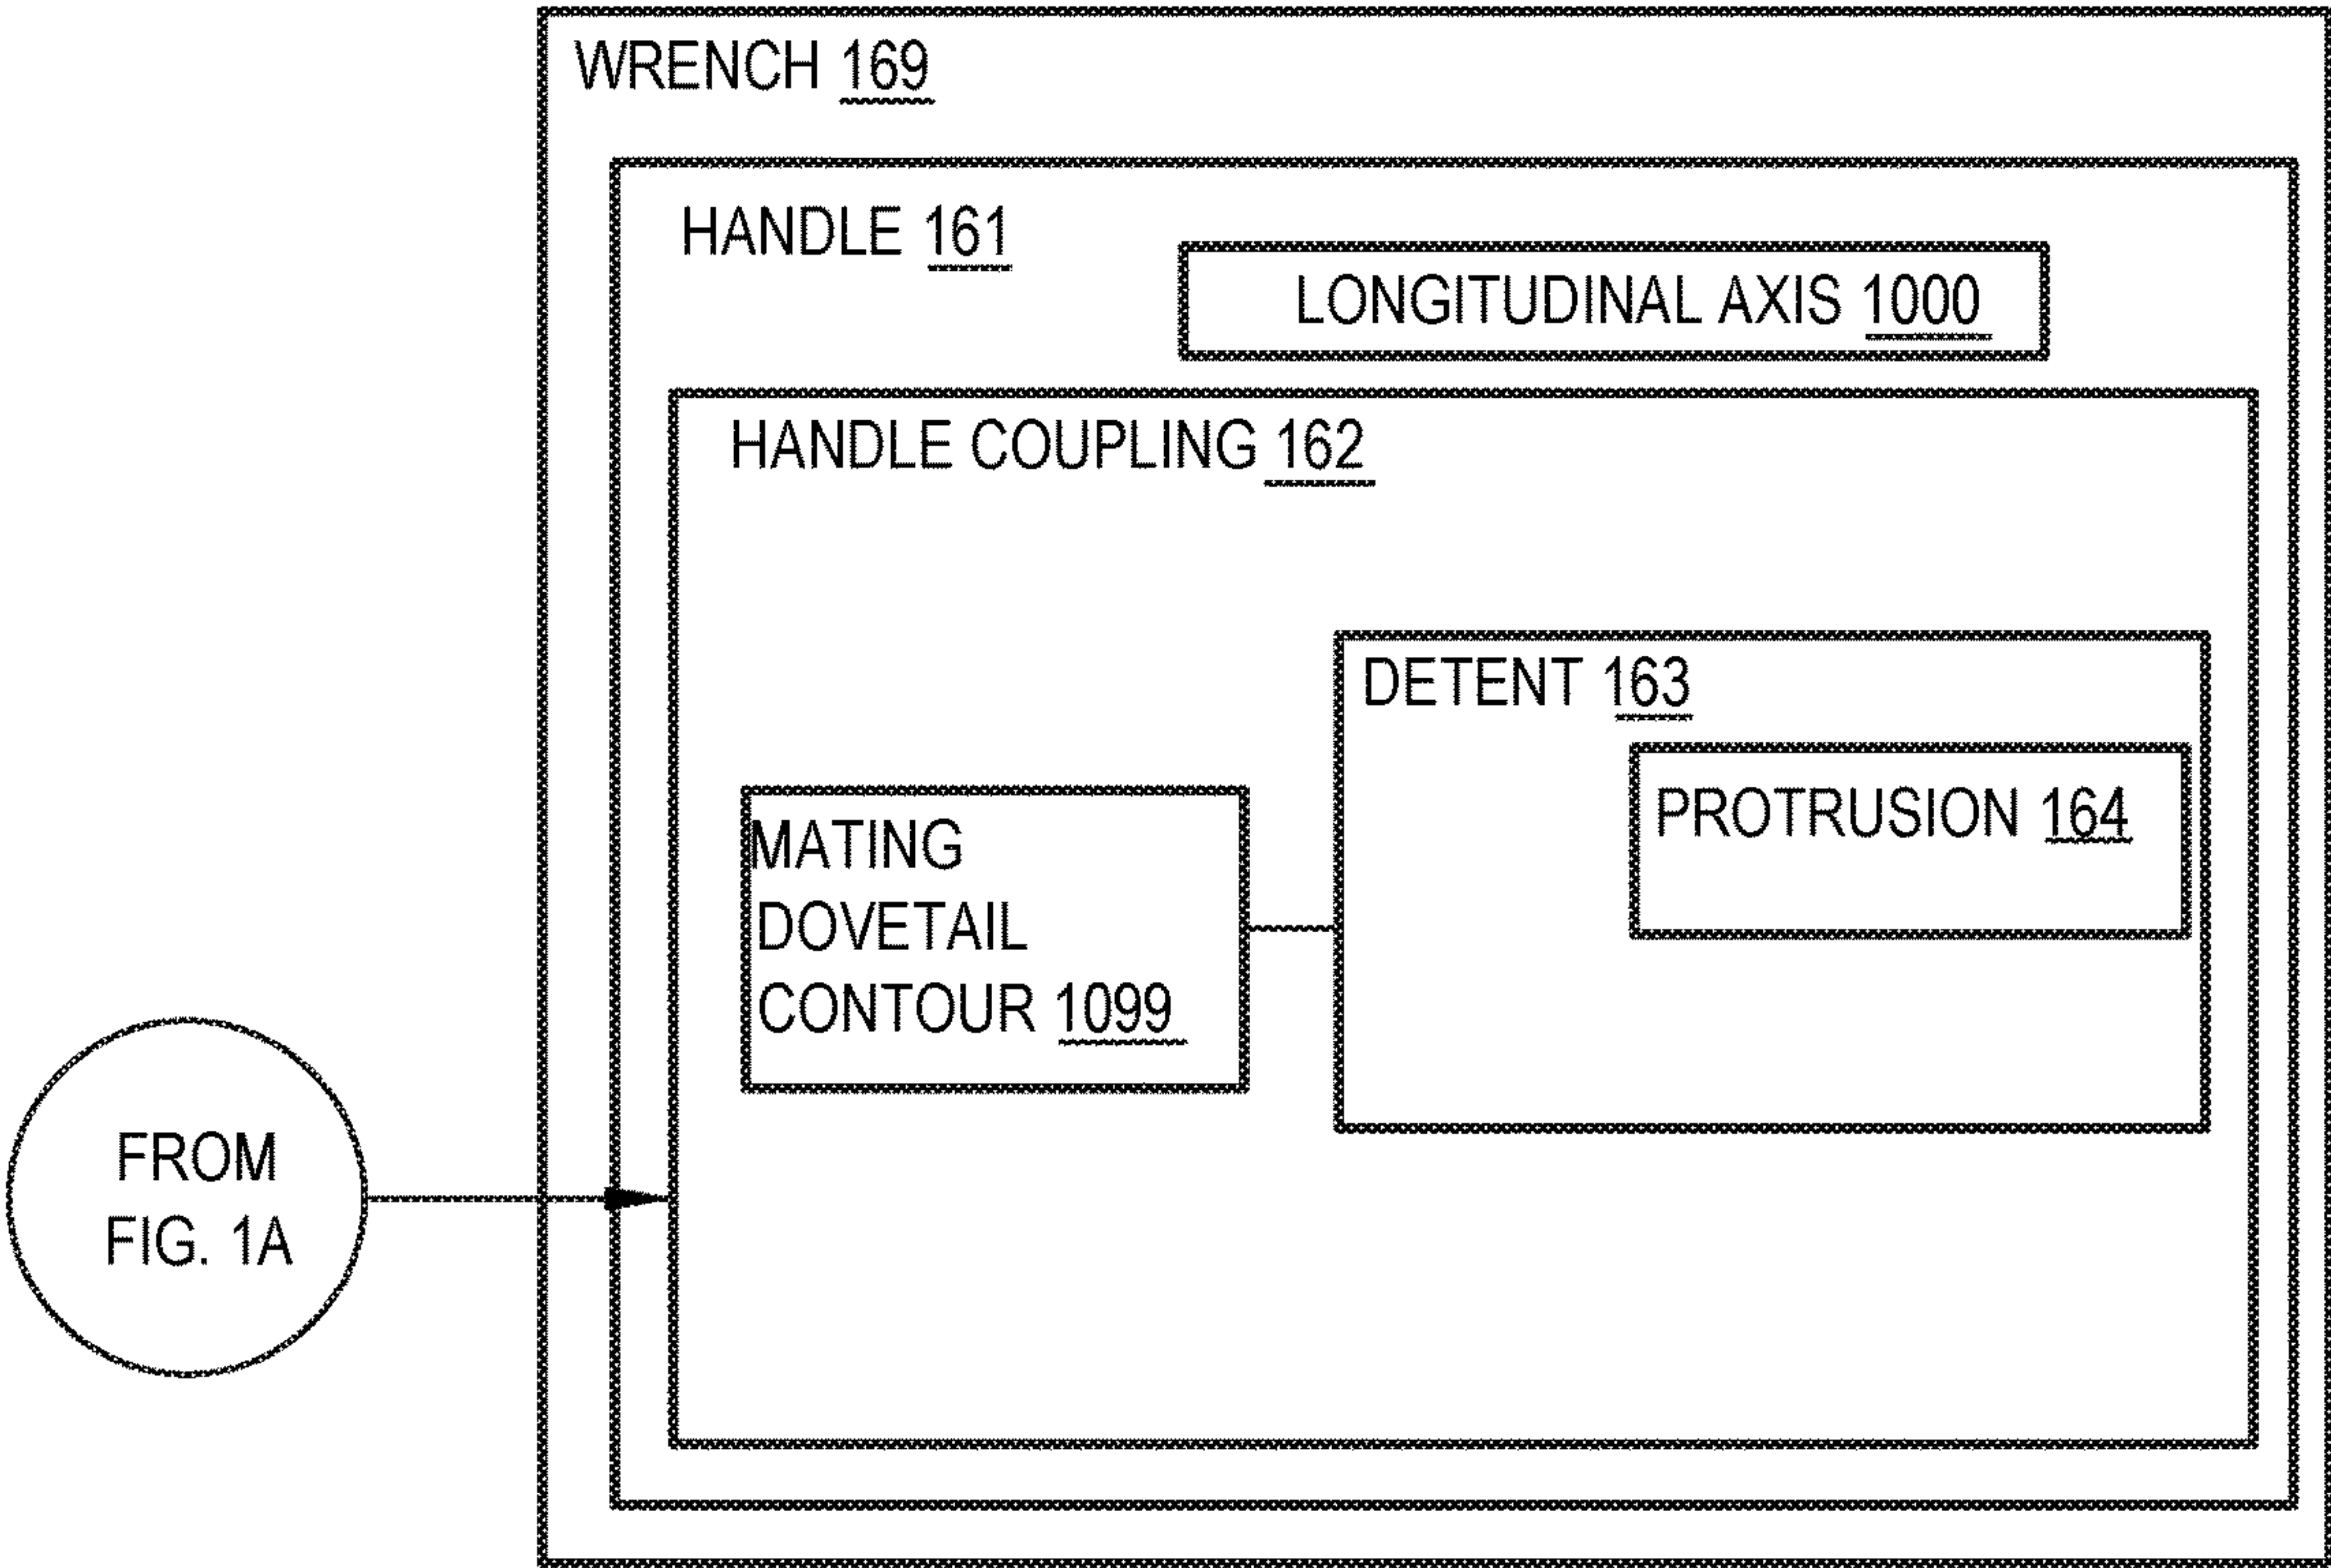 WRENCH 169
HANDLE 161
LONGITUDINAL AXIS 1000
HANDLE COUPLING 162
DETENT 163
PROTRUSION 164
MATING
DOVETAIL
CONTOUR 1099
FROM
FIG. 1A